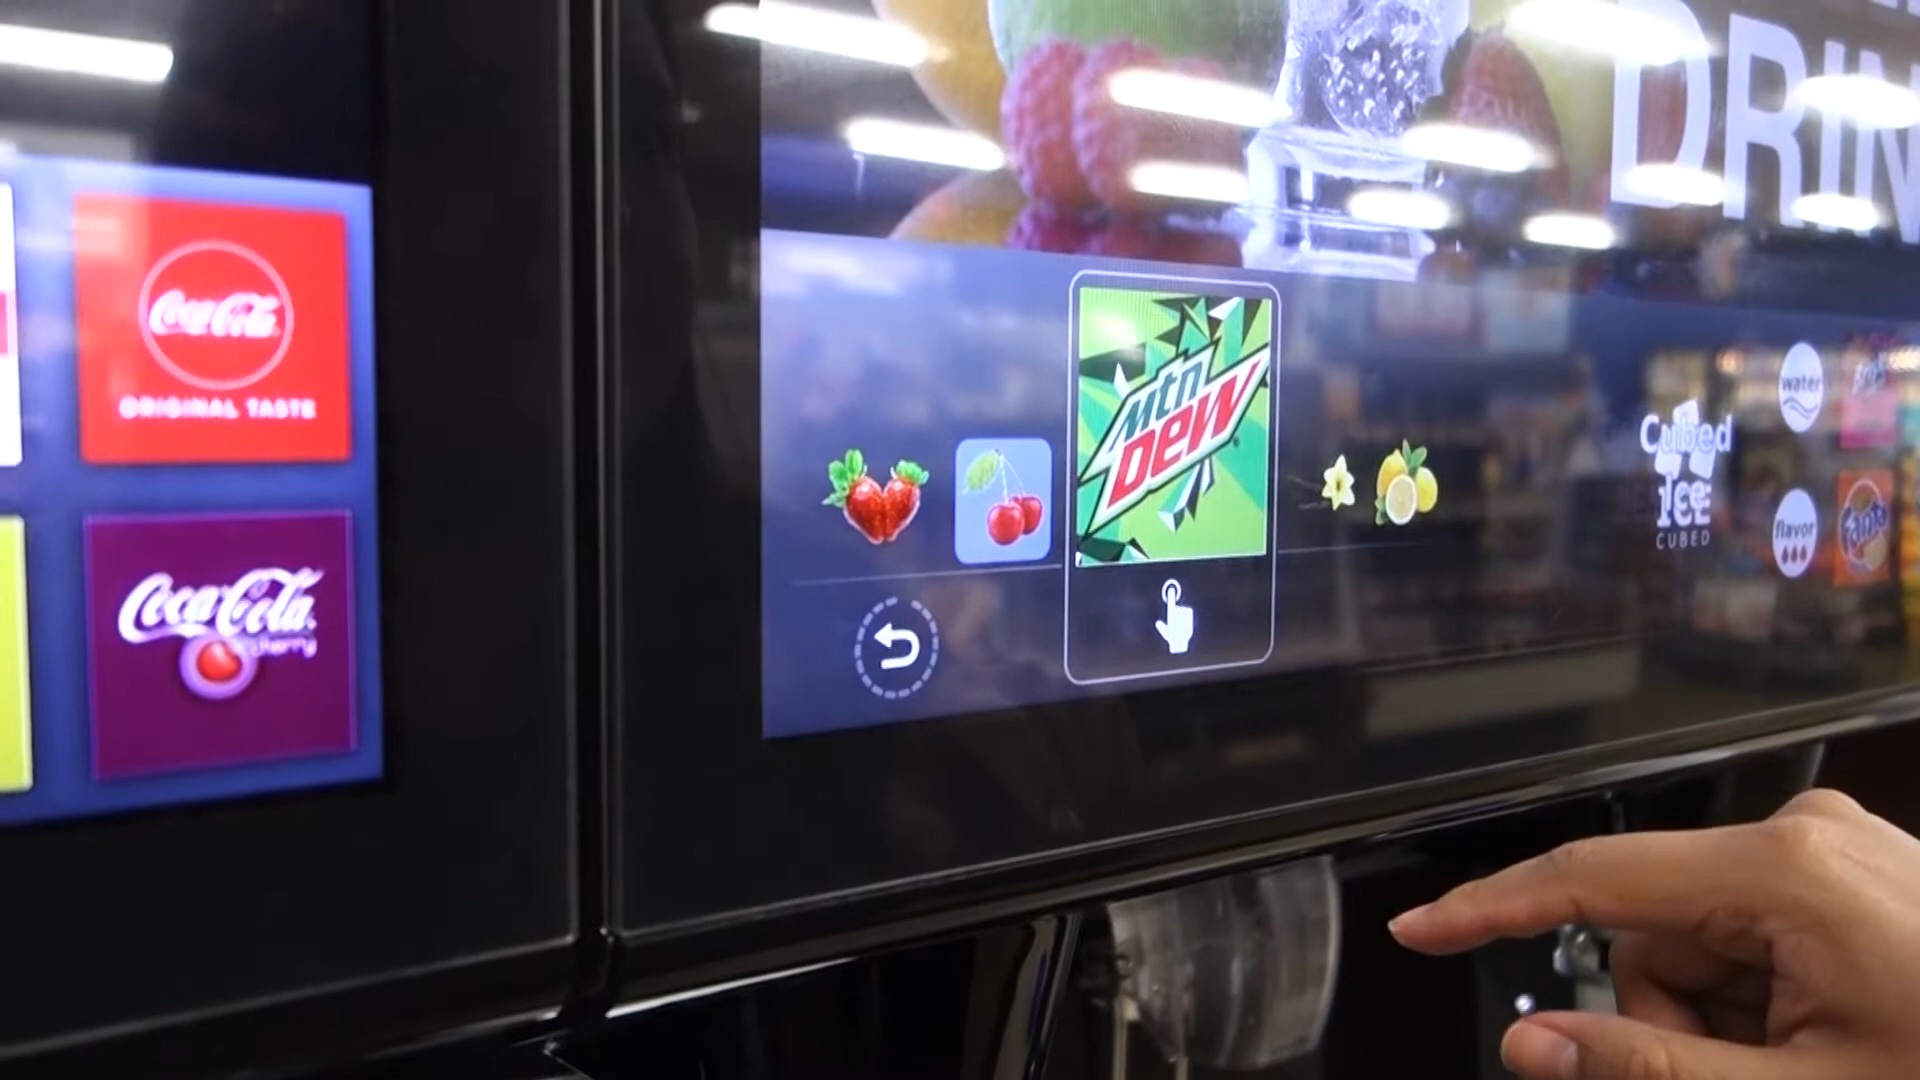 DRIN
Coca-Cola
ORIGINAL TASTE
Coca-Cola
cherry
mtn
DEW
Cubed
Ice
CUBED
water
flavor
Fanta